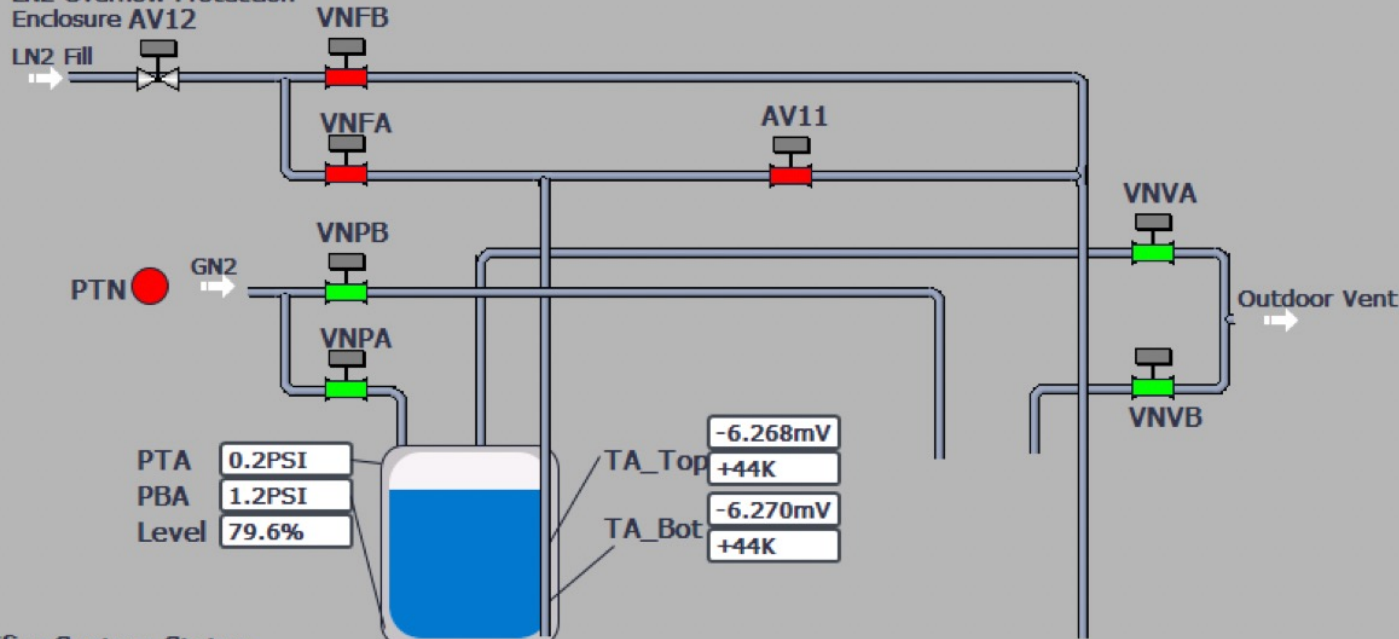 Enclosure AV12
VNFB
LN2 Fill
VNFA
AV11
VNVA
VNPB
GN2
PTN
Outdoor Vent
VNPA
VNVB
PTA 0.2PSI
PBA 1.2PSI
Level 79.6%
TA_Top
-6.268mV
+44K
TA_Bot
-6.270mV
+44K